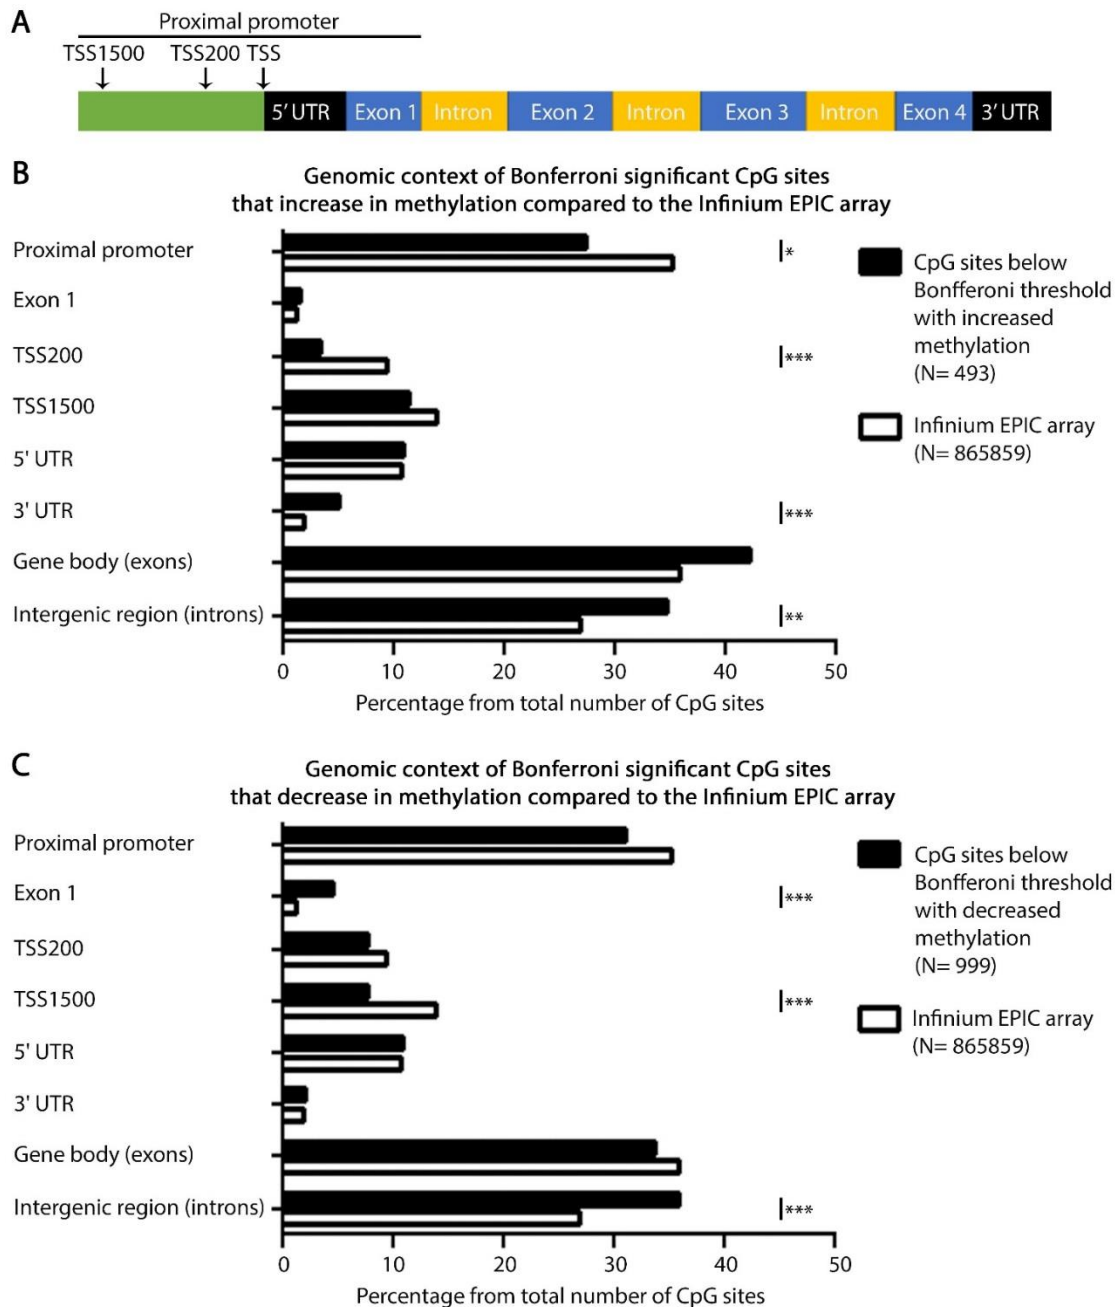 A
Proximal promoter
TSS1500 TSS200 TSS
5' UTR Exon 1 Intron Exon 2 Intron Exon 3 Intron Exon 4 3' UTR
B
Genomic context of Bonferroni significant CpG sites
that increase in methylation compared to the Infinium EPIC array
Proximal promoter
*
Exon 1
TSS200
***
TSS1500
5' UTR
3' UTR
***
Gene body (exons)
Intergenic region (introns)
**
0 10 20 30 40 50
Percentage from total number of CpG sites
CpG sites below
Bonfferoni threshold
with increased
methylation
(N= 493)
Infinium EPIC array
(N= 865859)
C
Genomic context of Bonferroni significant CpG sites
that decrease in methylation compared to the Infinium EPIC array
Proximal promoter
Exon 1
***
TSS200
TSS1500
***
5' UTR
3' UTR
Gene body (exons)
Intergenic region (introns)
***
0 10 20 30 40 50
Percentage from total number of CpG sites
CpG sites below
Bonfferoni threshold
with decreased
methylation
(N= 999)
Infinium EPIC array
(N= 865859)